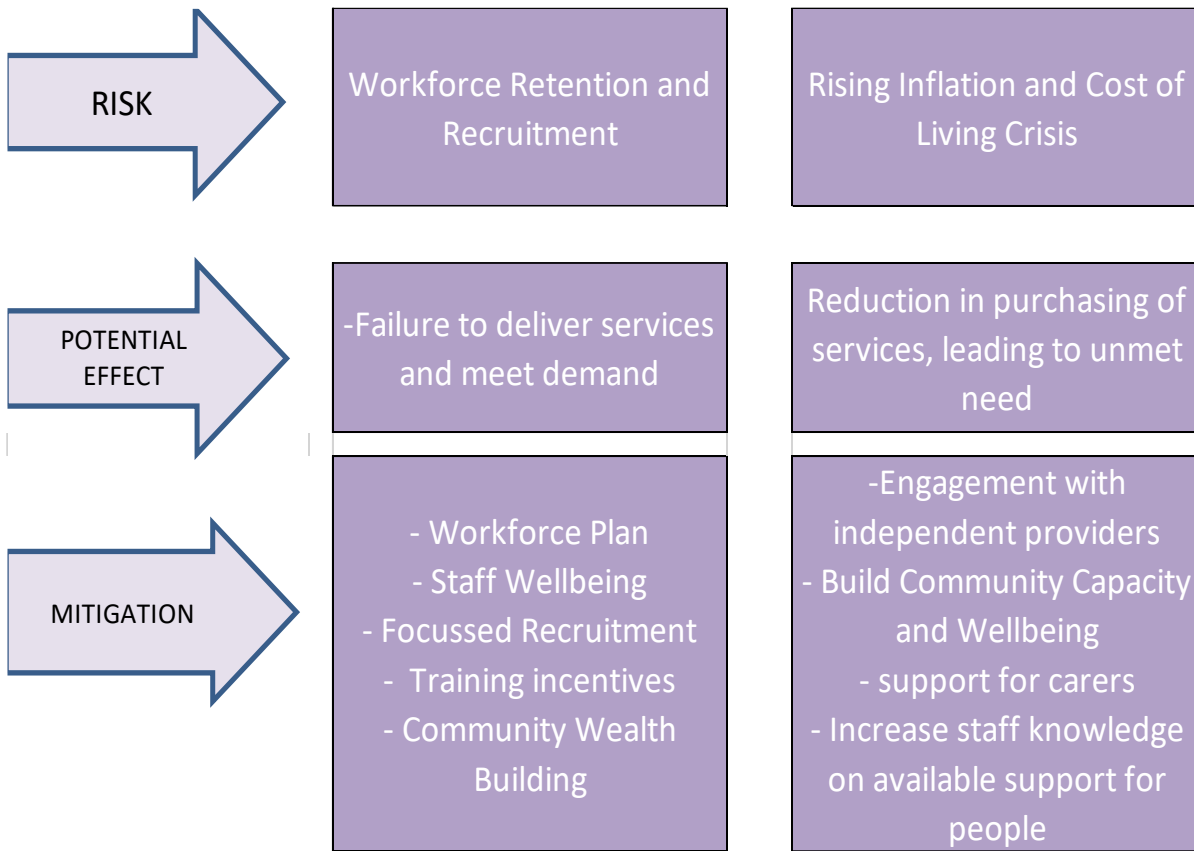 RISK
Workforce Retention and
Recruitment
Rising Inflation and Cost of
Living Crisis
POTENTIAL
EFFECT
-Failure to deliver services
and meet demand
Reduction in purchasing of
services, leading to unmet
need
MITIGATION
- Workforce Plan
- Staff Wellbeing
- Focussed Recruitment
- Training incentives
- Community Wealth
Building
-Engagement with
independent providers
- Build Community Capacity
and Wellbeing
- support for carers
- Increase staff knowledge
on available support for
people